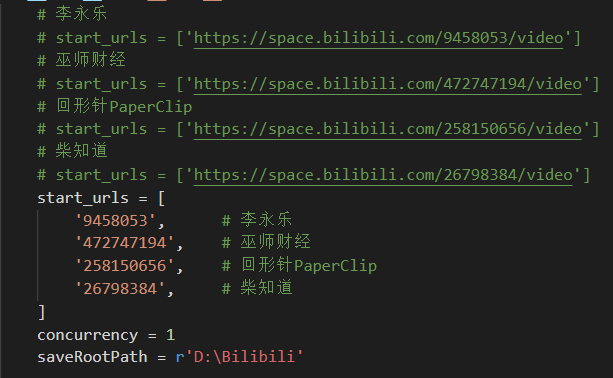 # 李永乐
# start_urls = ['https://space.bilibili.com/9458053/video']
# 巫师财经
# start_urls = ['https://space.bilibili.com/472747194/video']
# 回形针PaperClip
# start_urls = ['https://space.bilibili.com/258150656/video']
# 柴知道
# start_urls = ['https://space.bilibili.com/26798384/video']
start_urls = [
    '9458053',      # 李永乐
    '472747194',    # 巫师财经
    '258150656',    # 回形针PaperClip
    '26798384',     # 柴知道
]
concurrency = 1
saveRootPath = r'D:\Bilibili'